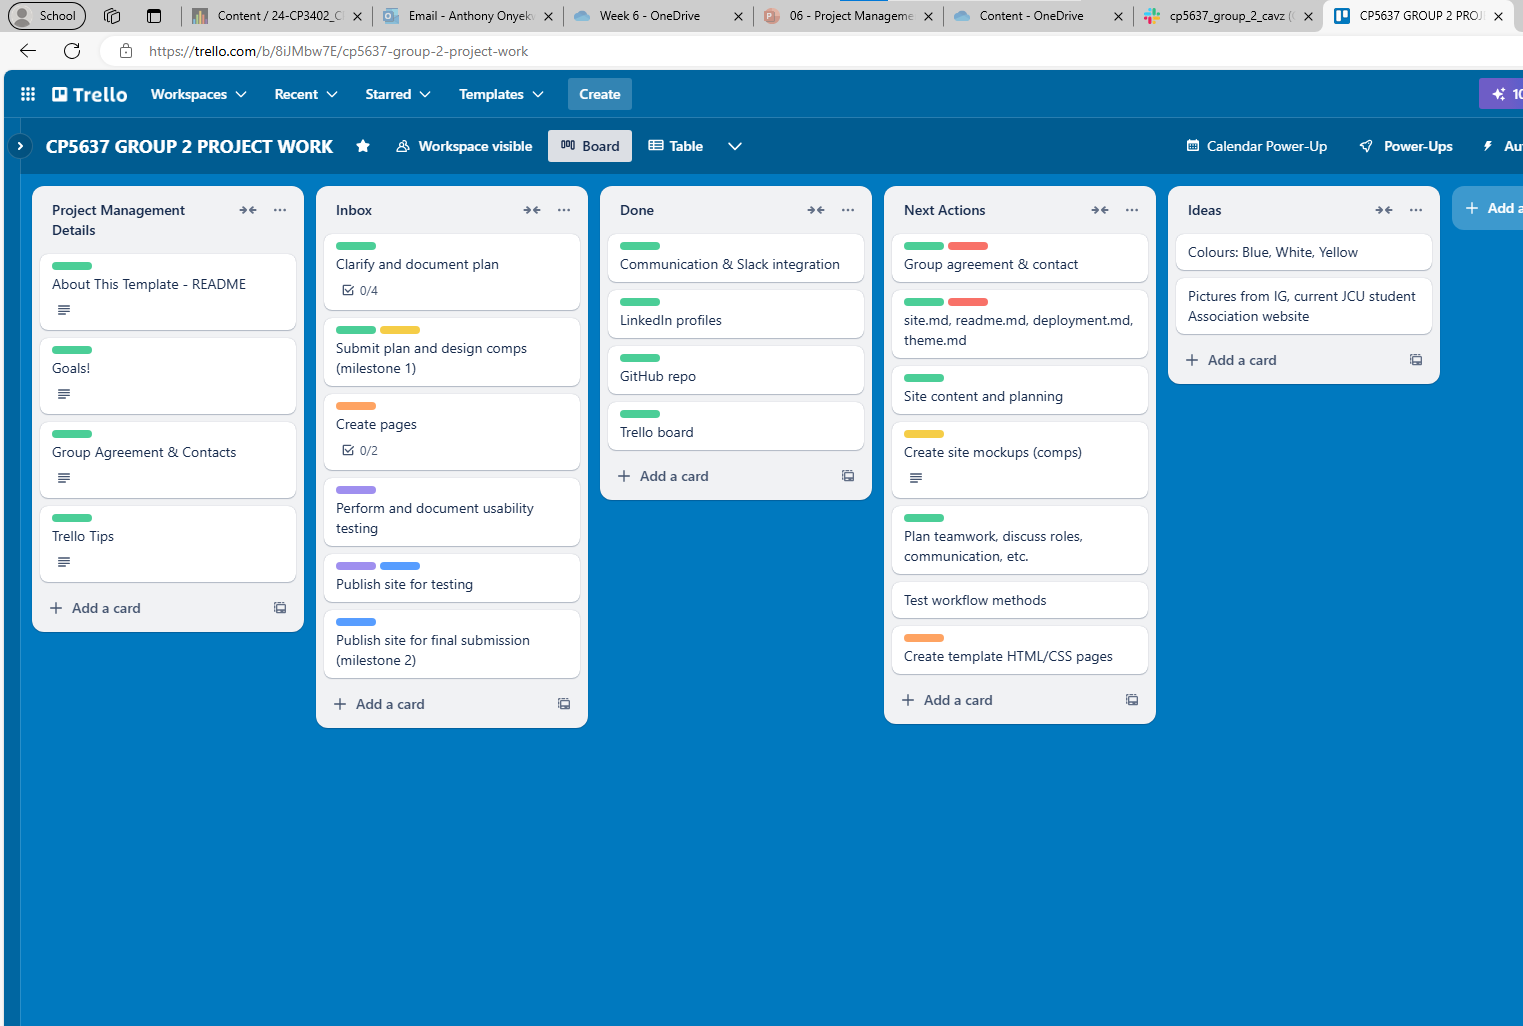 School
Content / 24-CP3402_C
Email - Anthony Onyekw
Week 6 - OneDrive
06 - Project Manageme
Content - OneDrive
cp5637_group_2_cavz (
CP5637 GROUP 2 PROJ
https://trello.com/b/8iJMbw7E/cp5637-group-2-project-work
Trello
Workspaces
Recent
Starred
Templates
Create
10
CP5637 GROUP 2 PROJECT WORK
Workspace visible
Board
Table
Calendar Power-Up
Power-Ups
Au
Project Management
Details
About This Template - README
Goals!
Group Agreement & Contacts
Trello Tips
+ Add a card
Inbox
Clarify and document plan
0/4
Submit plan and design comps
(milestone 1)
Create pages
0/2
Perform and document usability
testing
Publish site for testing
Publish site for final submission
(milestone 2)
+ Add a card
Done
Communication & Slack integration
LinkedIn profiles
GitHub repo
Trello board
+ Add a card
Next Actions
Group agreement & contact
site.md, readme.md, deployment.md,
theme.md
Site content and planning
Create site mockups (comps)
Plan teamwork, discuss roles,
communication, etc.
Test workflow methods
Create template HTML/CSS pages
+ Add a card
Ideas
Colours: Blue, White, Yellow
Pictures from IG, current JCU student
Association website
+ Add a card
+ Add a